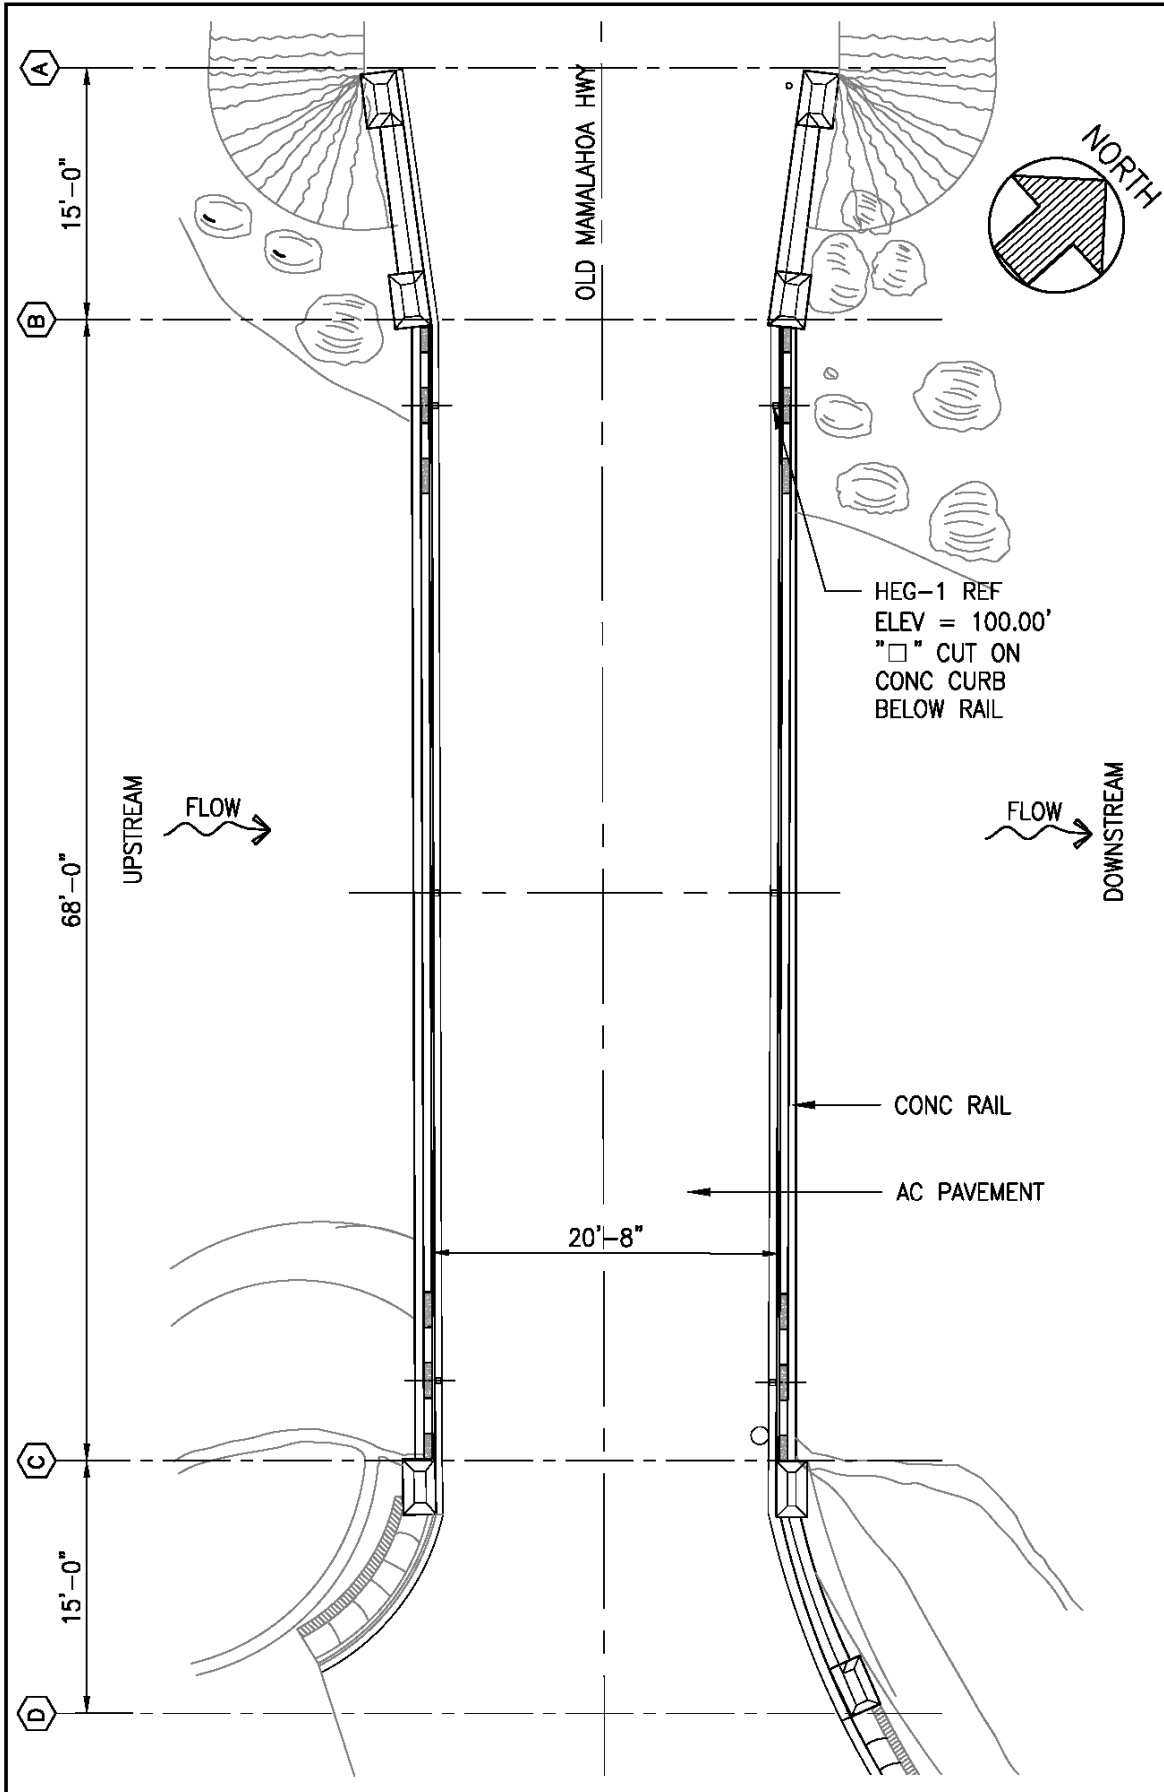 A
15'-0"
OLD MAMALAHOA HWY
NORTH
B
HEG-1 REF
ELEV = 100.00'
"□" CUT ON
CONC CURB
BELOW RAIL
UPSTREAM
FLOW
FLOW
DOWNSTREAM
68'-0"
CONC RAIL
AC PAVEMENT
20'-8"
C
15'-0"
D